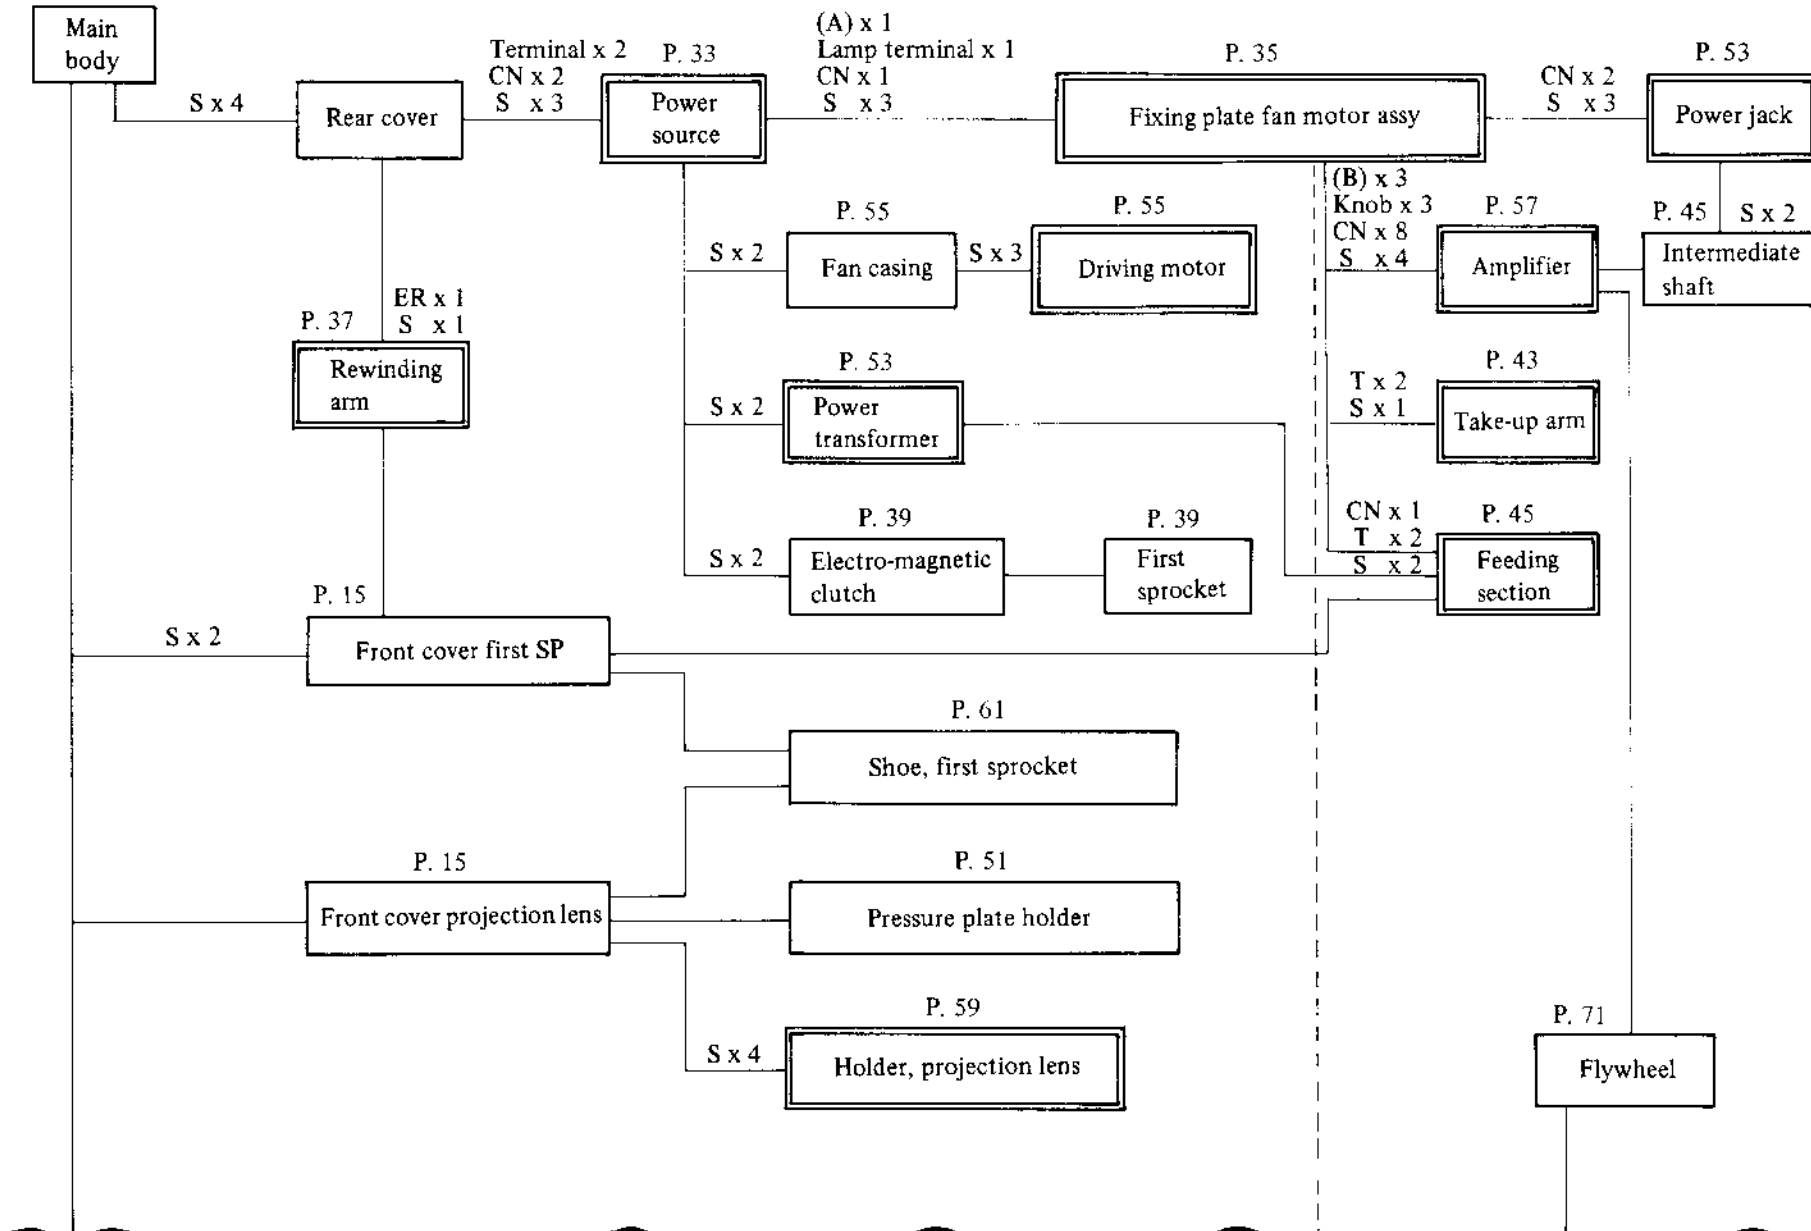 Main
body
S x 4
Rear cover
Terminal x 2
CN x 2
S x 3
P. 33
Power
source
(A) x 1
Lamp terminal x 1
CN x 1
S x 3
P. 35
Fixing plate fan motor assy
CN x 2
S x 3
P. 53
Power jack
S x 2
P. 55
Fan casing
S x 3
P. 55
Driving motor
(B) x 3
Knob x 3
CN x 8
S x 4
P. 57
Amplifier
P. 45
S x 2
Intermediate
shaft
ER x 1
S x 1
P. 37
Rewinding
arm
S x 2
P. 53
Power
transformer
T x 2
S x 1
P. 43
Take-up arm
S x 2
P. 39
Electro-magnetic
clutch
P. 39
First
sprocket
CN x 1
T x 2
S x 2
P. 45
Feeding
section
S x 2
P. 15
Front cover first SP
P. 61
Shoe, first sprocket
P. 15
Front cover projection lens
P. 51
Pressure plate holder
P. 59
S x 4
Holder, projection lens
P. 71
Flywheel